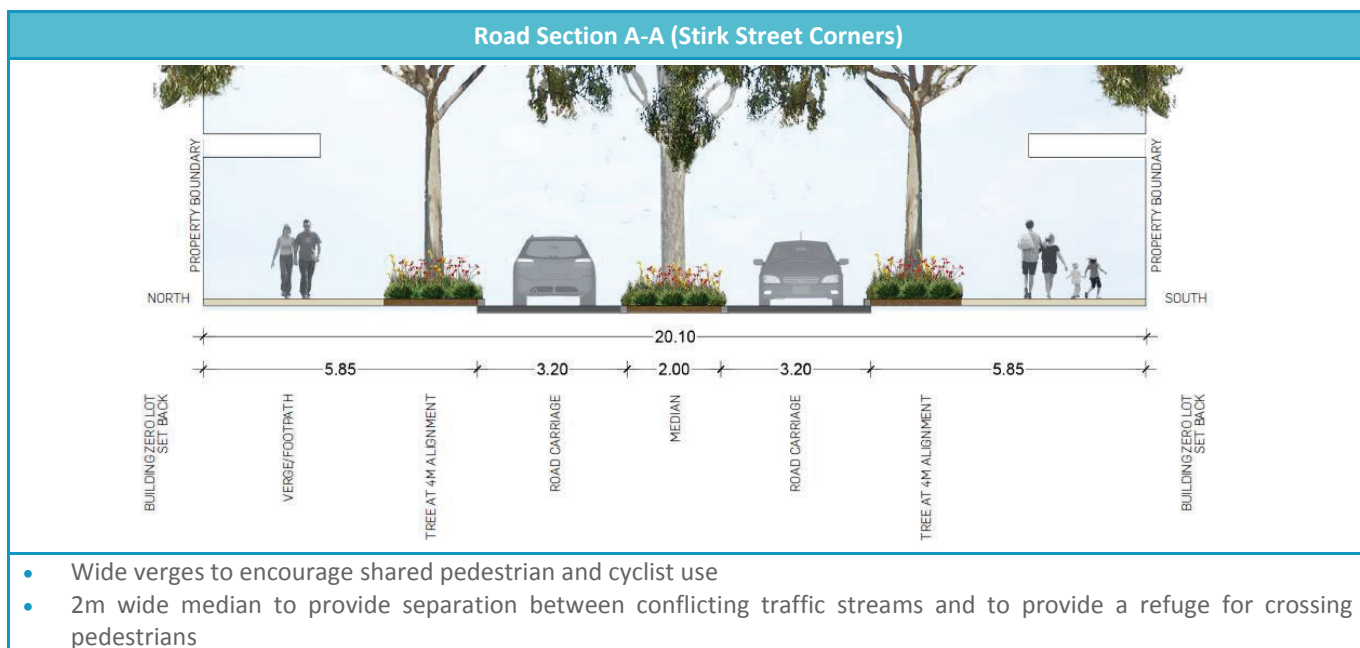 Road Section A-A (Stirk Street Corners)
PROPERTY BOUNDARY
PROPERTY BOUNDARY
NORTH
SOUTH
20.10
5.85
3.20
2.00
3.20
5.85
BUILDING ZERO LOT
SET BACK
VERGE/FOOTPATH
TREE AT 4M ALIGNMENT
ROAD CARRIAGE
MEDIAN
ROAD CARRIAGE
TREE AT 4M ALIGNMENT
BUILDING ZERO LOT
SET BACK
• Wide verges to encourage shared pedestrian and cyclist use
• 2m wide median to provide separation between conflicting traffic streams and to provide a refuge for crossing
pedestrians